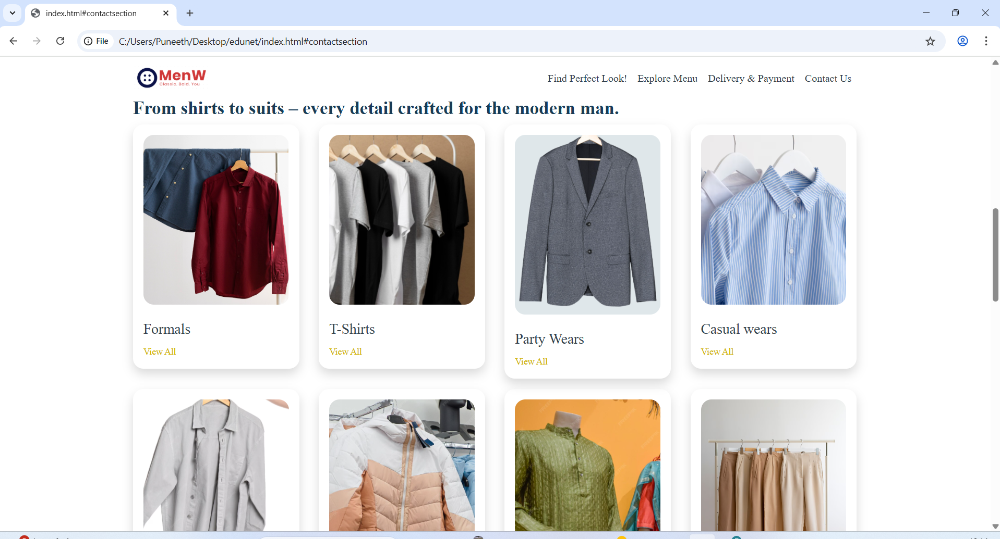 index.html#contactsection
File
C:/Users/Puneeth/Desktop/edunet/index.html#contactsection
MenW
Classic. Bold. You
Find Perfect Look! Explore Menu Delivery & Payment Contact Us
From shirts to suits – every detail crafted for the modern man.
Formals
T-Shirts
Party Wears
Casual wears
View All
View All
View All
View All